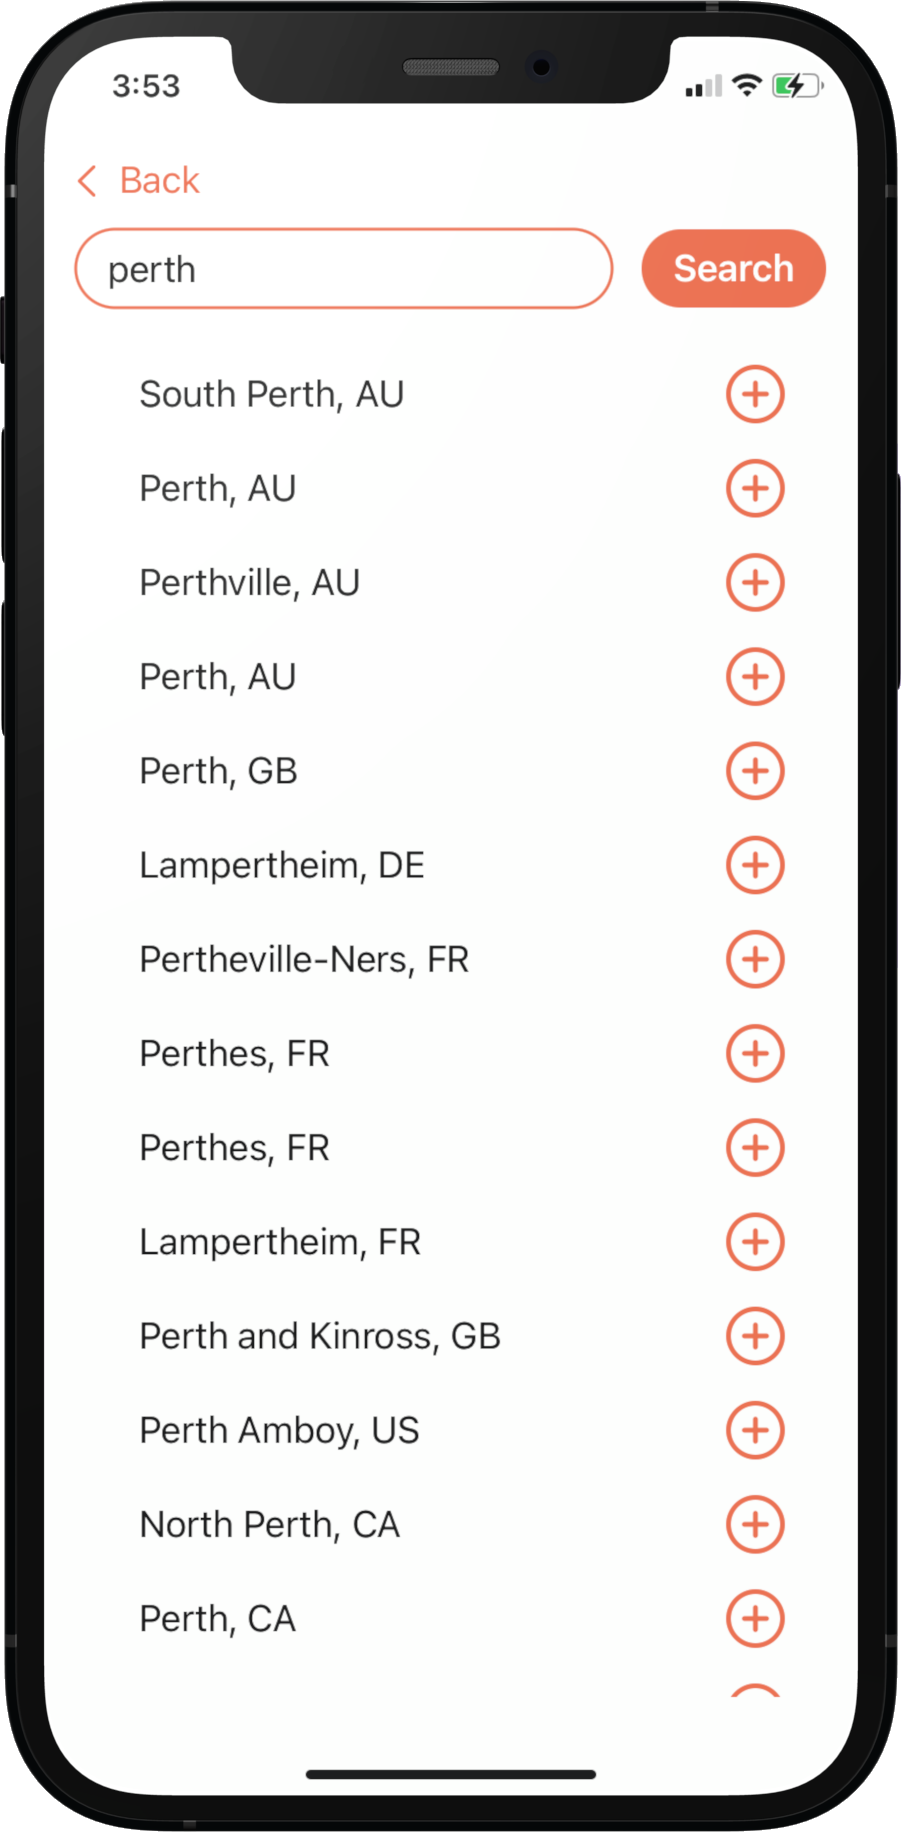 3:53
Back
perth
Search
South Perth, AU
Perth, AU
Perthville, AU
Perth, AU
Perth, GB
Lampertheim, DE
Pertheville-Ners, FR
Perthes, FR
Perthes, FR
Lampertheim, FR
Perth and Kinross, GB
Perth Amboy, US
North Perth, CA
Perth, CA